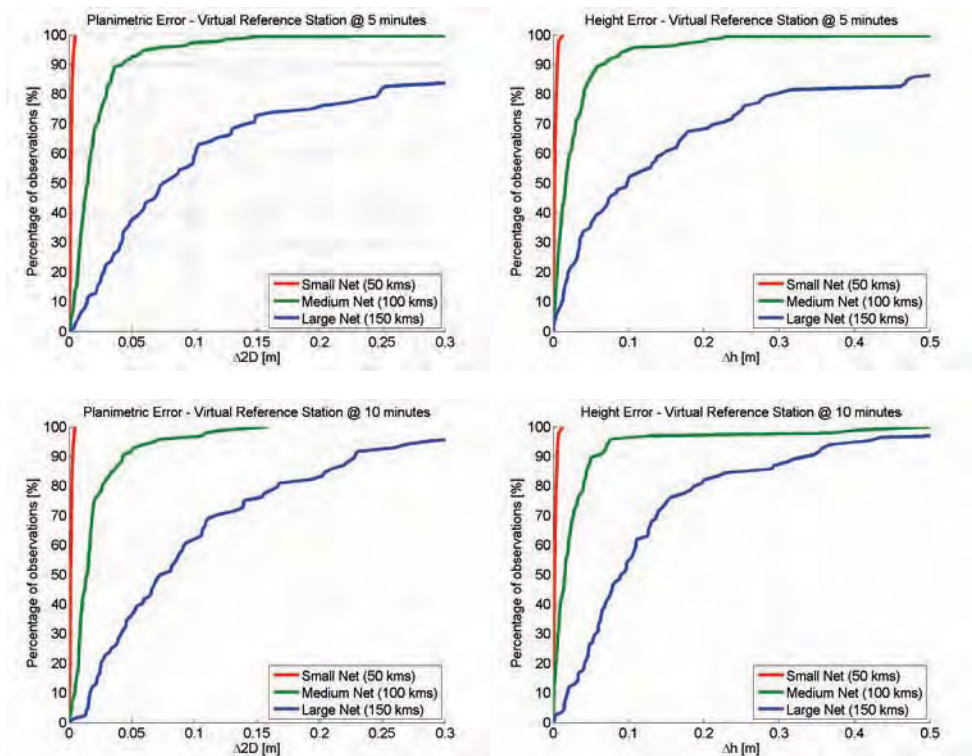 Planimetric Error - Virtual Reference Station @ 5 minutes
100
90
80
70
60
50
40
30
20
10
0
Percentage of observations [%]
Small Net (50 kms)
Medium Net (100 kms)
Large Net (150 kms)
0 0.05 0.1 0.15 0.2 0.25 0.3
Δ2D [m]
Height Error - Virtual Reference Station @ 5 minutes
100
90
80
70
60
50
40
30
20
10
0
Percentage of observations [%]
Small Net (50 kms)
Medium Net (100 kms)
Large Net (150 kms)
0 0.1 0.2 0.3 0.4 0.5
Δh [m]
Planimetric Error - Virtual Reference Station @ 10 minutes
100
90
80
70
60
50
40
30
20
10
0
Percentage of observations [%]
Small Net (50 kms)
Medium Net (100 kms)
Large Net (150 kms)
0 0.05 0.1 0.15 0.2 0.25 0.3
Δ2D [m]
Height Error - Virtual Reference Station @ 10 minutes
100
90
80
70
60
50
40
30
20
10
0
Percentage of observations [%]
Small Net (50 kms)
Medium Net (100 kms)
Large Net (150 kms)
0 0.1 0.2 0.3 0.4 0.5
Δh [m]